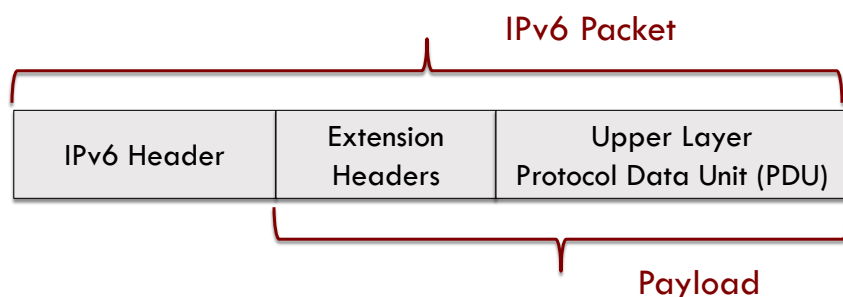 IPv6 Packet
IPv6 Header
Extension
Headers
Upper Layer
Protocol Data Unit (PDU)
Payload